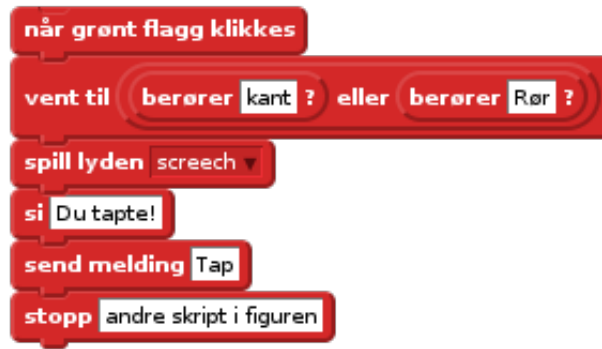 når grønt flagg klikkes
vent til berører kant ? eller berører Rør ?
spill lyden screech
si Du tapte!
send melding Tap
stopp andre skript i figuren